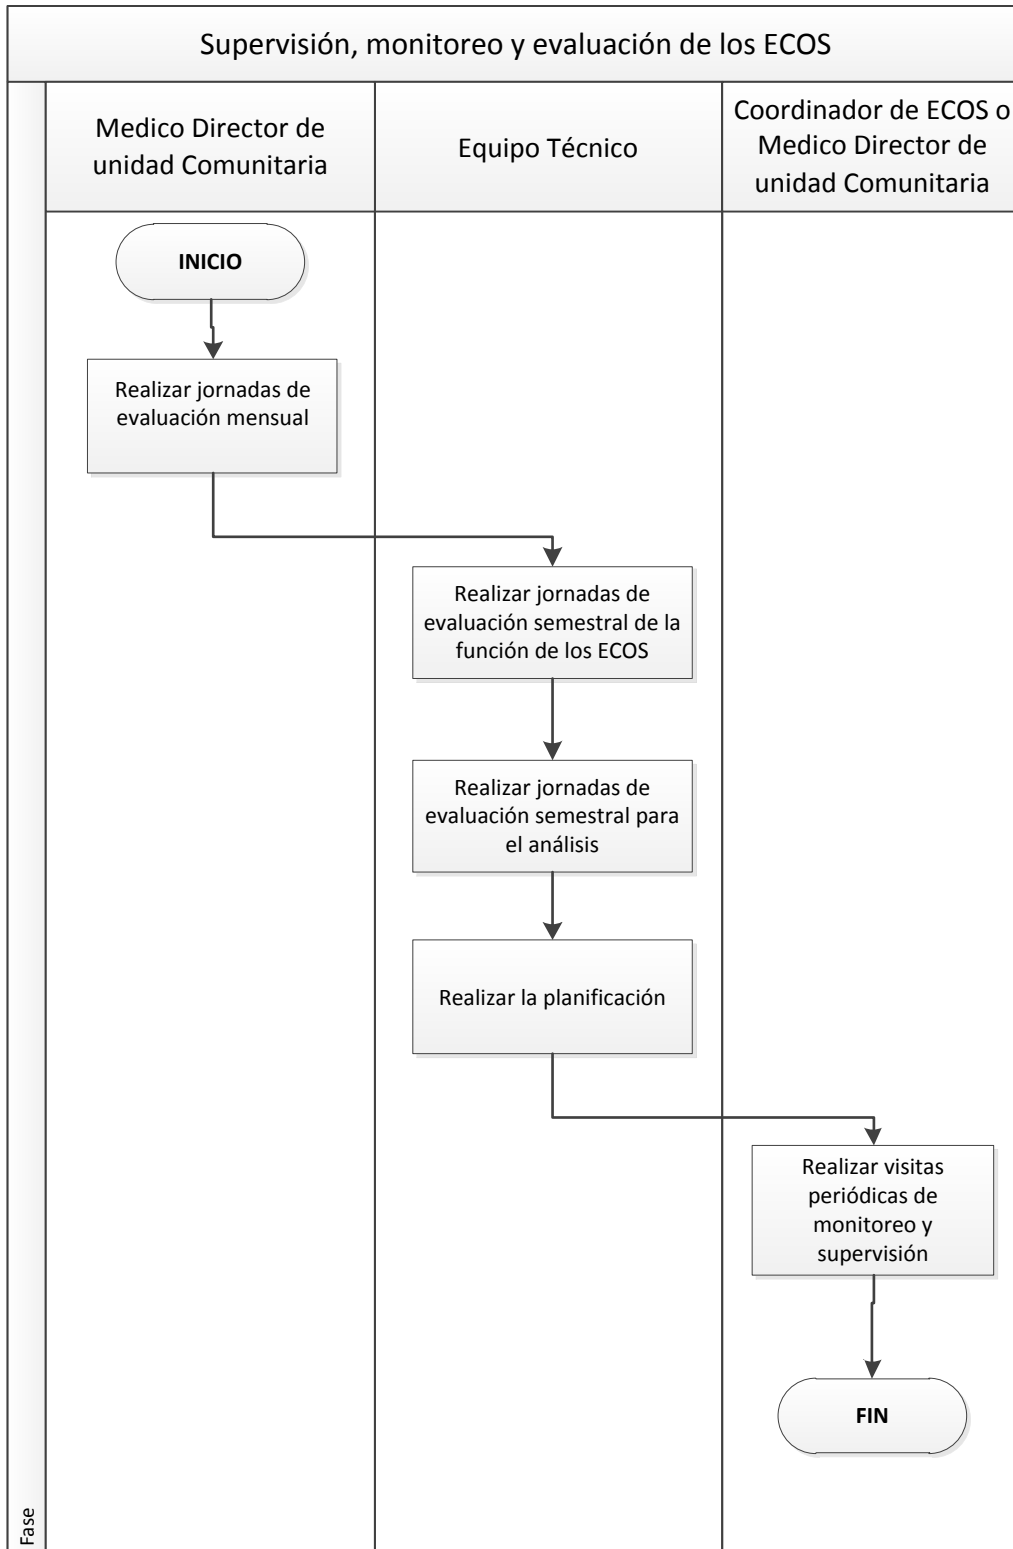 Supervisión, monitoreo y evaluación de los ECOS
Medico Director de
unidad Comunitaria
Equipo Técnico
Coordinador de ECOS o
Medico Director de
unidad Comunitaria
INICIO
Realizar jornadas de
evaluación mensual
Realizar jornadas de
evaluación semestral de la
función de los ECOS
Realizar jornadas de
evaluación semestral para
el análisis
Realizar la planificación
Realizar visitas
periódicas de
monitoreo y
supervisión
FIN
Fase